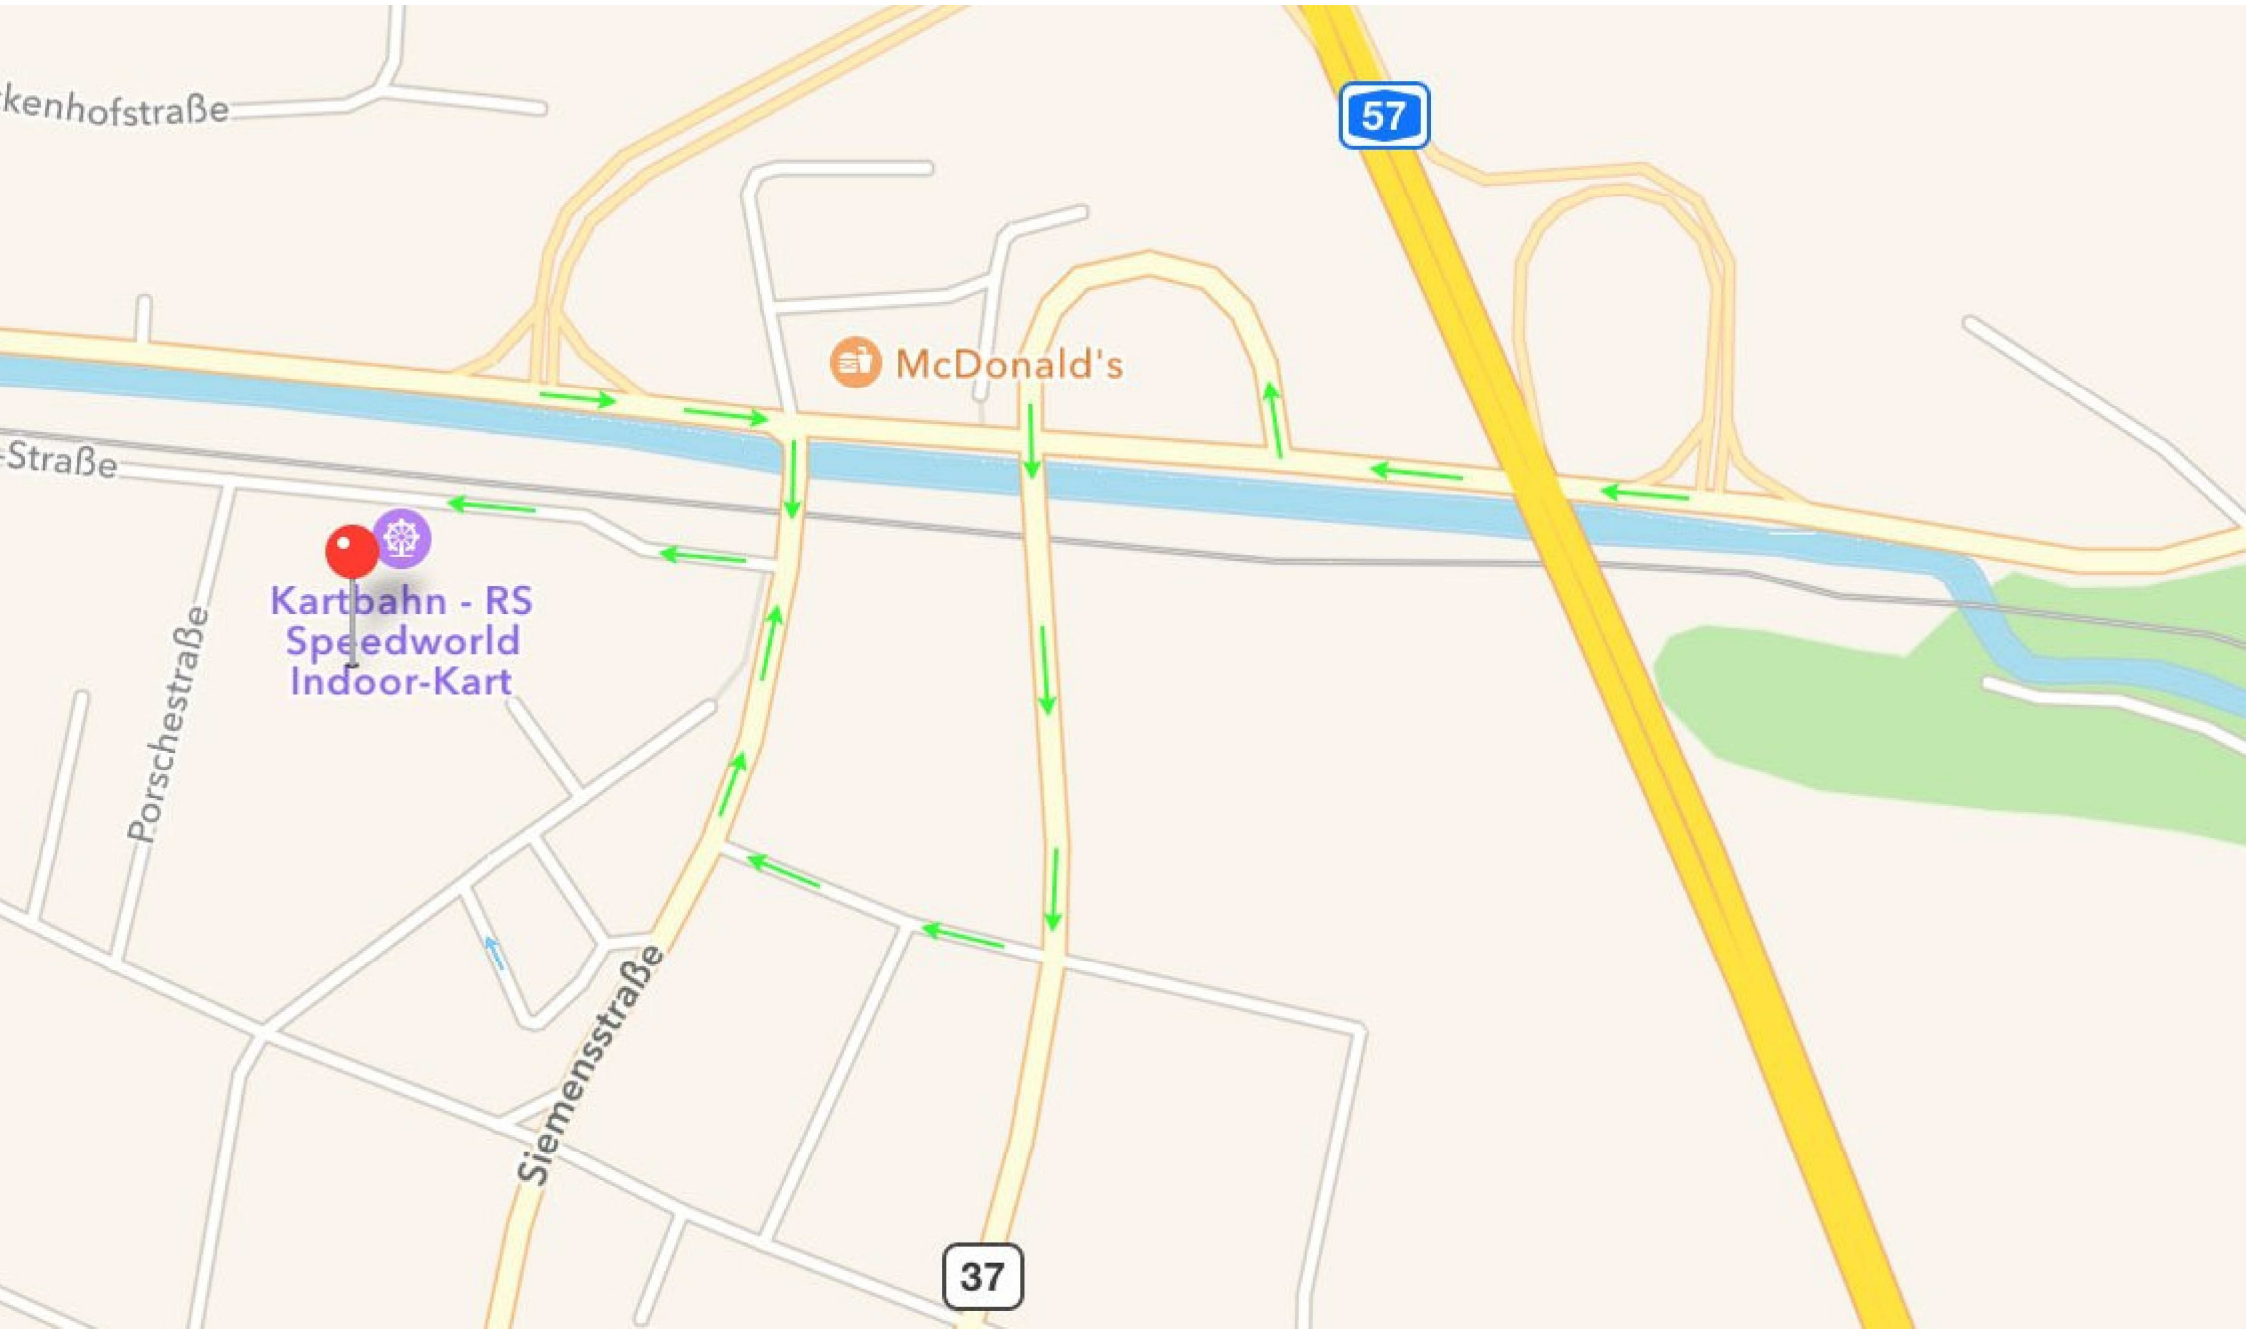 57
kenhofstraße
McDonald's
-Straße
Kartbahn - RS
Speedworld
Indoor-Kart
Porschestraße
Siemensstraße
37